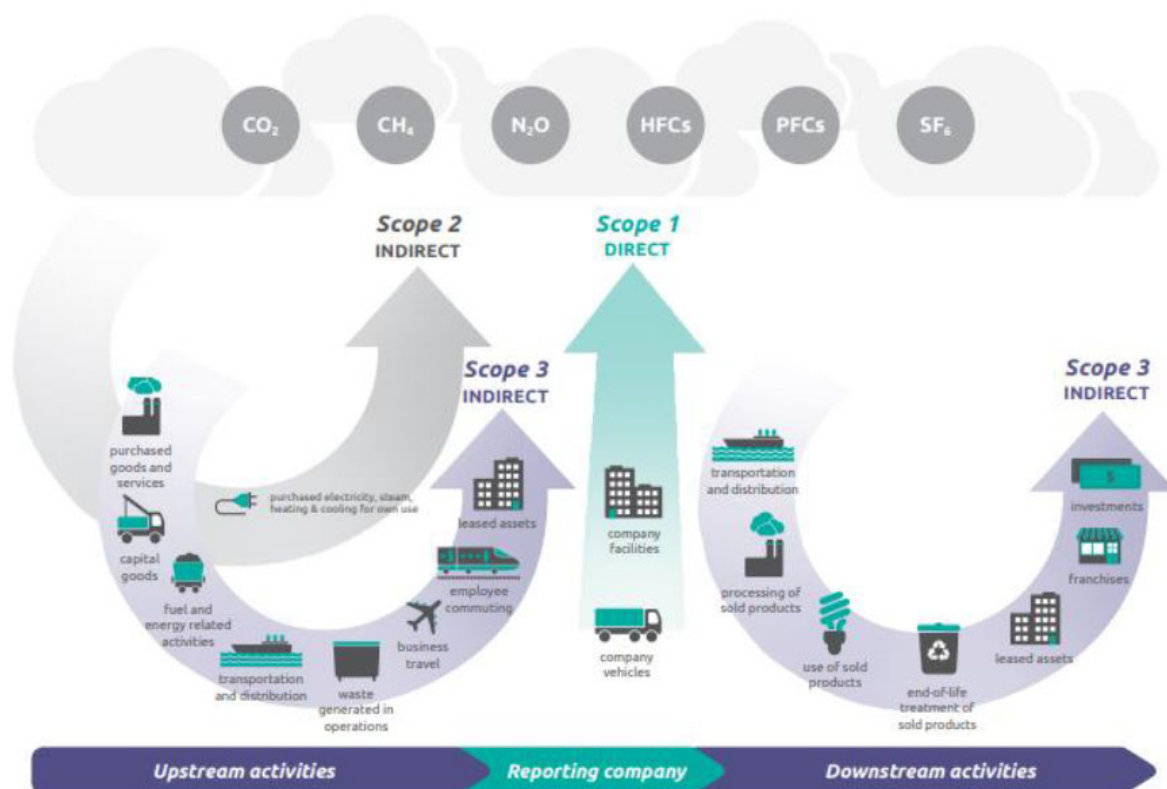 CO₂
CH₄
N₂O
HFCs
PFCs
SF₆
Scope 2
INDIRECT
Scope 1
DIRECT
Scope 3
INDIRECT
Scope 3
INDIRECT
purchased
goods and
services
capital
goods
fuel and
energy related
activities
transportation
and distribution
waste
generated in
operations
business
travel
employee
commuting
leased assets
purchased electricity, steam,
heating & cooling for own use
company
facilities
company
vehicles
transportation
and distribution
processing of
sold products
use of sold
products
end-of-life
treatment of
sold products
leased assets
franchises
investments
$
Upstream activities
Reporting company
Downstream activities